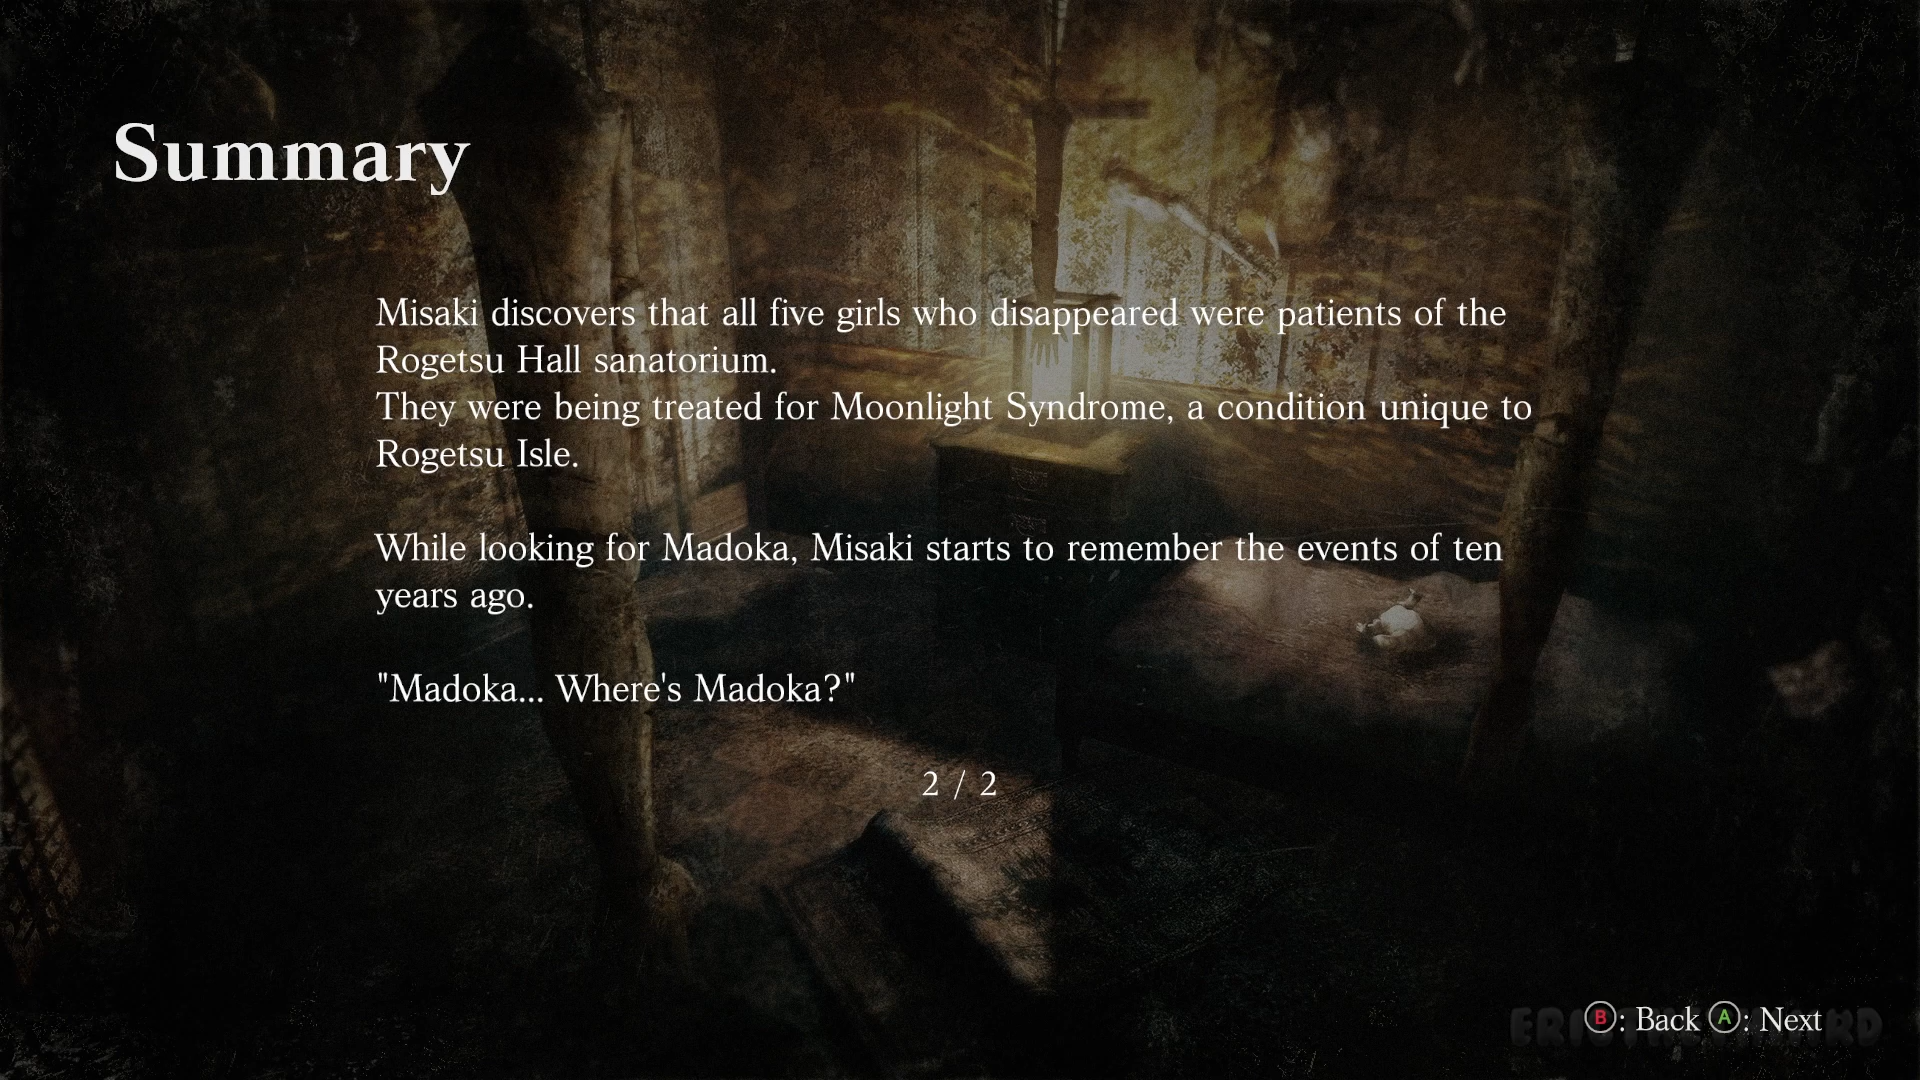 Summary
Misaki discovers that all five girls who disappeared were patients of the
Rogetsu Hall sanatorium.
They were being treated for Moonlight Syndrome, a condition unique to
Rogetsu Isle.
While looking for Madoka, Misaki starts to remember the events of ten
years ago.
"Madoka... Where's Madoka?"
2 / 2
B: Back A: Next